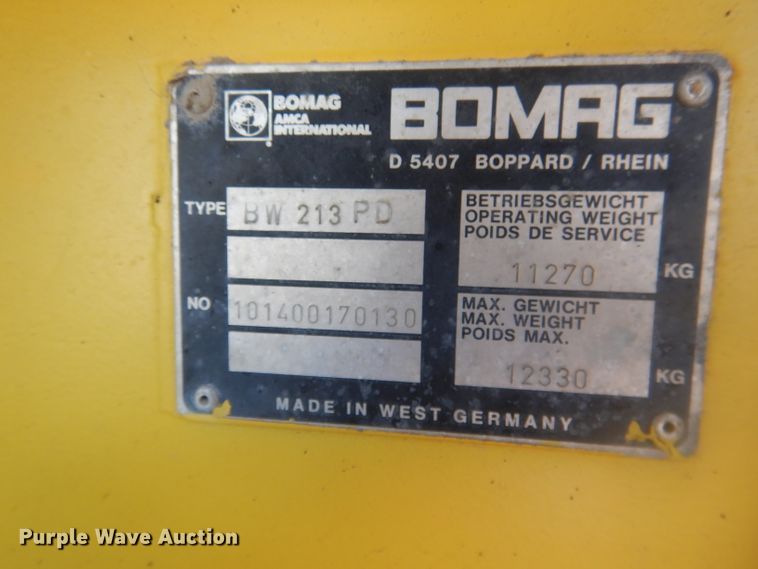 BOMAG
AMCA
INTERNATIONAL
BOMAG
D 5407 BOPPARD / RHEIN
TYPE BW 213 PD
BETRIEBSGEWICHT
OPERATING WEIGHT
POIDS DE SERVICE
11270 KG
NO 101400170130
MAX. GEWICHT
MAX. WEIGHT
POIDS MAX.
12330 KG
MADE IN WEST GERMANY
Purple Wave Auction